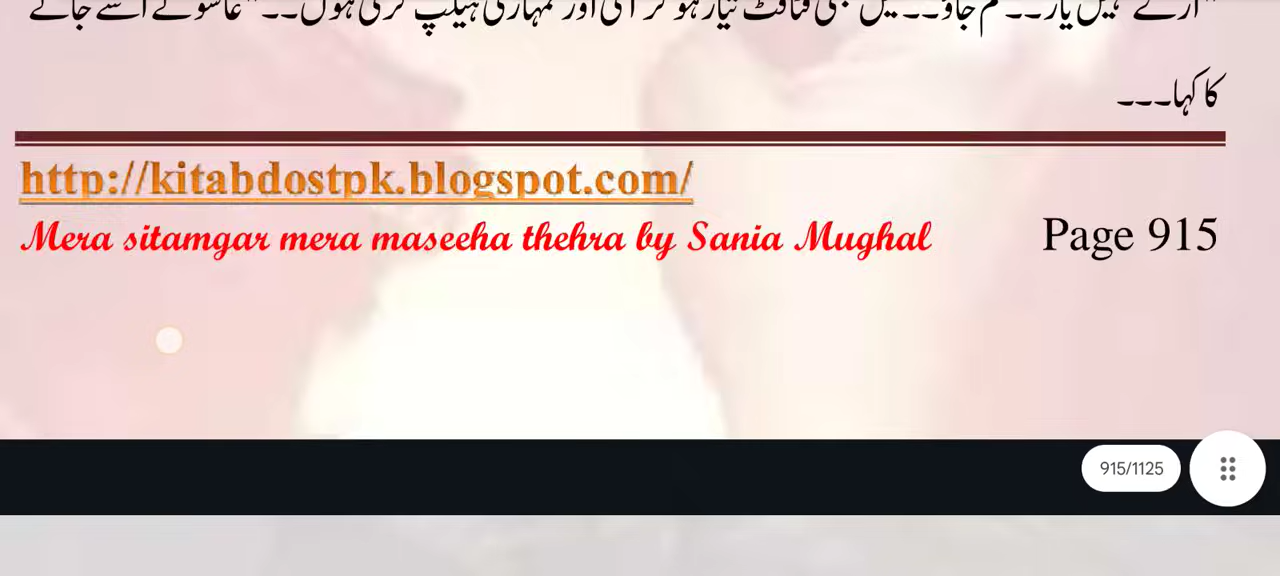 "ارے نہیں یار۔۔۔ تم جاؤ۔۔۔ میں بھی فٹافٹ تیار ہو کر آئی اور تمہاری ہیلپ کرتی ہوں۔۔۔" عاشو نے اسے جانے
کا کہا۔۔۔
http://kitabdostpk.blogspot.com/
Mera sitamgar mera maseeha thehra by Sania Mughal Page 915
915/1125